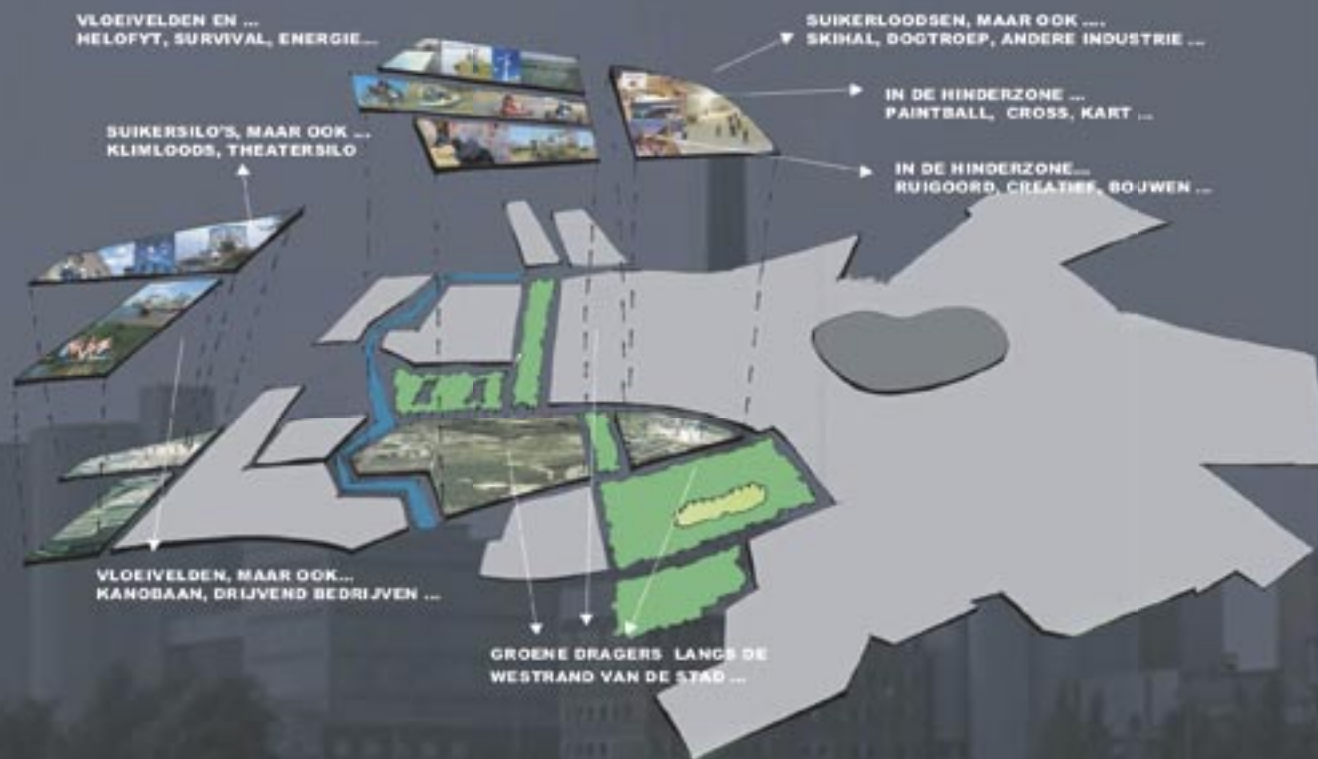 VLOEIVELDEN EN ...
HELOFYT, SURVIVAL, ENERGIE...
SUIKERLOODSEN, MAAR OOK ....
SKIHAL, DOGTROEP, ANDERE INDUSTRIE ...
IN DE HINDERZONE ...
PAINTBALL, CROSS, KART ...
SUIKERSILO'S, MAAR OOK ...
KLIMLOODS, THEATERSILO
IN DE HINDERZONE...
RUIGOORD, CREATIEF, BOUWEN ...
VLOEIVELDEN, MAAR OOK...
KANOBAAN, DRIJVEND BEDRIJVEN ...
GROENE DRAGERS LANGS DE
WESTRAND VAN DE STAD ...